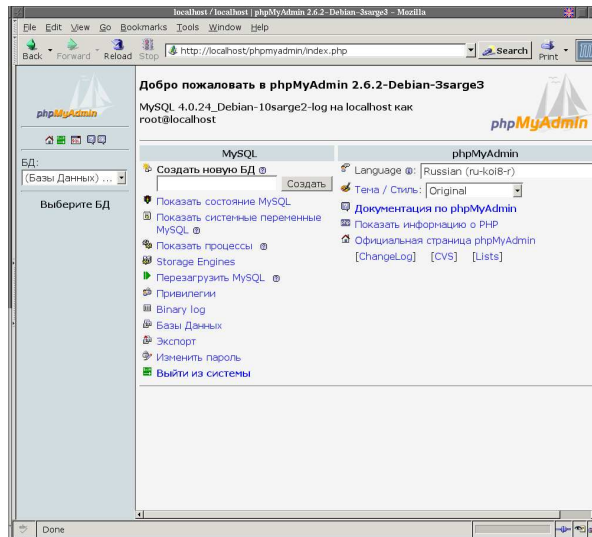 localhost / localhost | phpMyAdmin 2.6.2-Debian-3sarge3 - Mozilla
File Edit View Go Bookmarks Tools Window Help
Back Forward Reload Stop http://localhost/phpmyadmin/index.php Search Print
phpMyAdmin
БД:
(Базы Данных) ...
Выберите БД
Добро пожаловать в phpMyAdmin 2.6.2-Debian-3sarge3
MySQL 4.0.24_Debian-10sarge2-log на localhost как
root@localhost
phpMyAdmin
MySQL
Создать новую БД
Создать
Показать состояние MySQL
Показать системные переменные
MySQL
Показать процессы
Storage Engines
Перезагрузить MySQL
Привилегии
Binary log
Базы Данных
Экспорт
Изменить пароль
Выйти из системы
phpMyAdmin
Language : Russian (ru-koi8-r)
Тема / Стиль: Original
Документация по phpMyAdmin
Показать информацию о PHP
Официальная страница phpMyAdmin
[ChangeLog] [CVS] [Lists]
Done